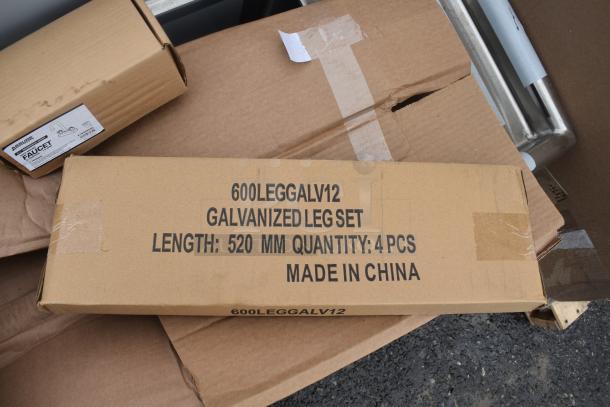 FAUCET
600LEGGALV12
GALVANIZED LEG SET
LENGTH: 520 MM QUANTITY: 4 PCS
MADE IN CHINA
600LEGGALV12